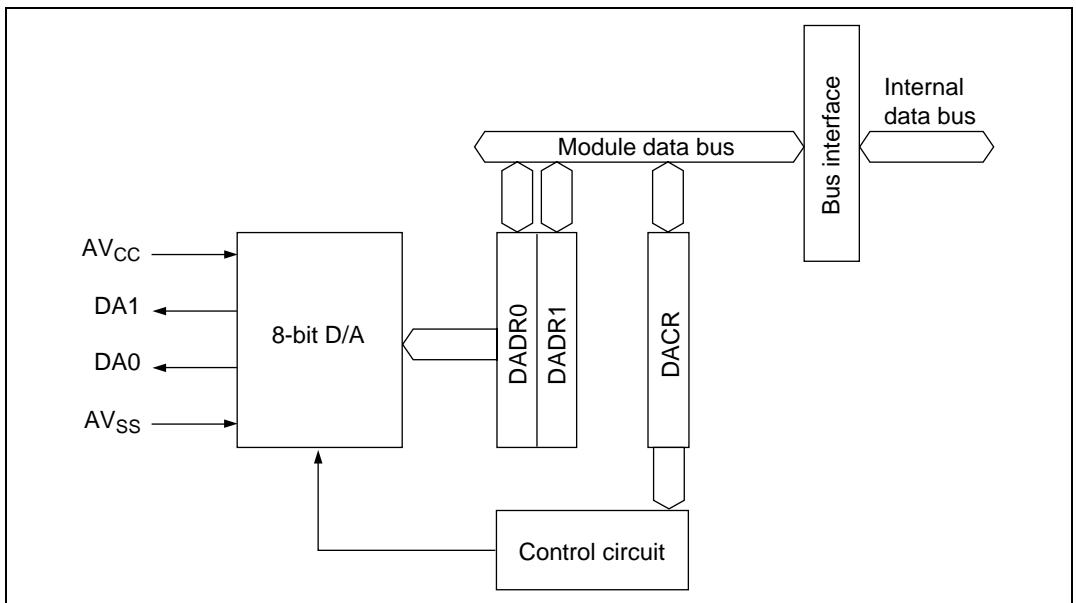 Internal
data bus
Bus interface
Module data bus
AVCC
DA1
DA0
AVSS
8-bit D/A
DADR0
DADR1
DACR
Control circuit